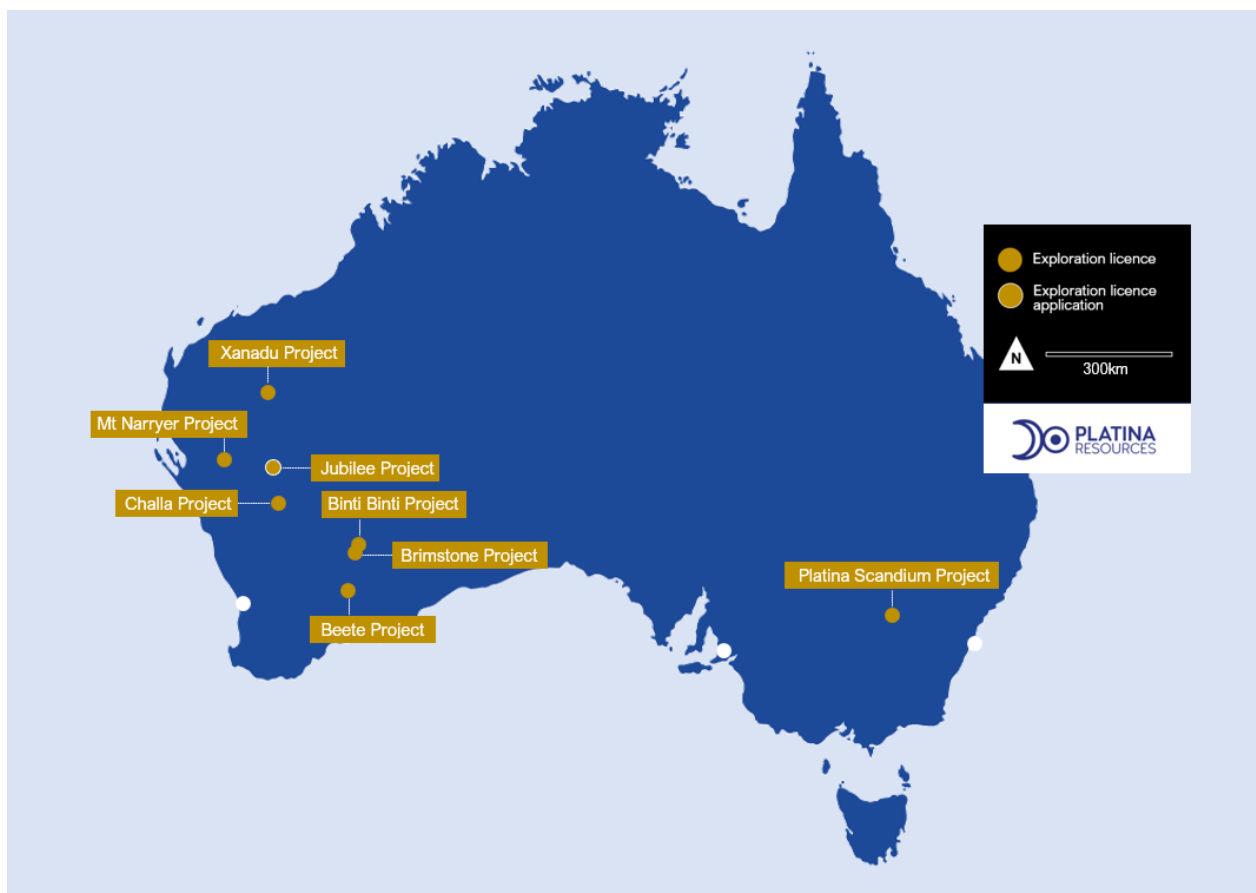 Exploration licence
Exploration licence
application
N
300km
PLATINA
RESOURCES
Xanadu Project
Mt Narryer Project
Jubilee Project
Challa Project
Binti Binti Project
Brimstone Project
Platina Scandium Project
Beete Project